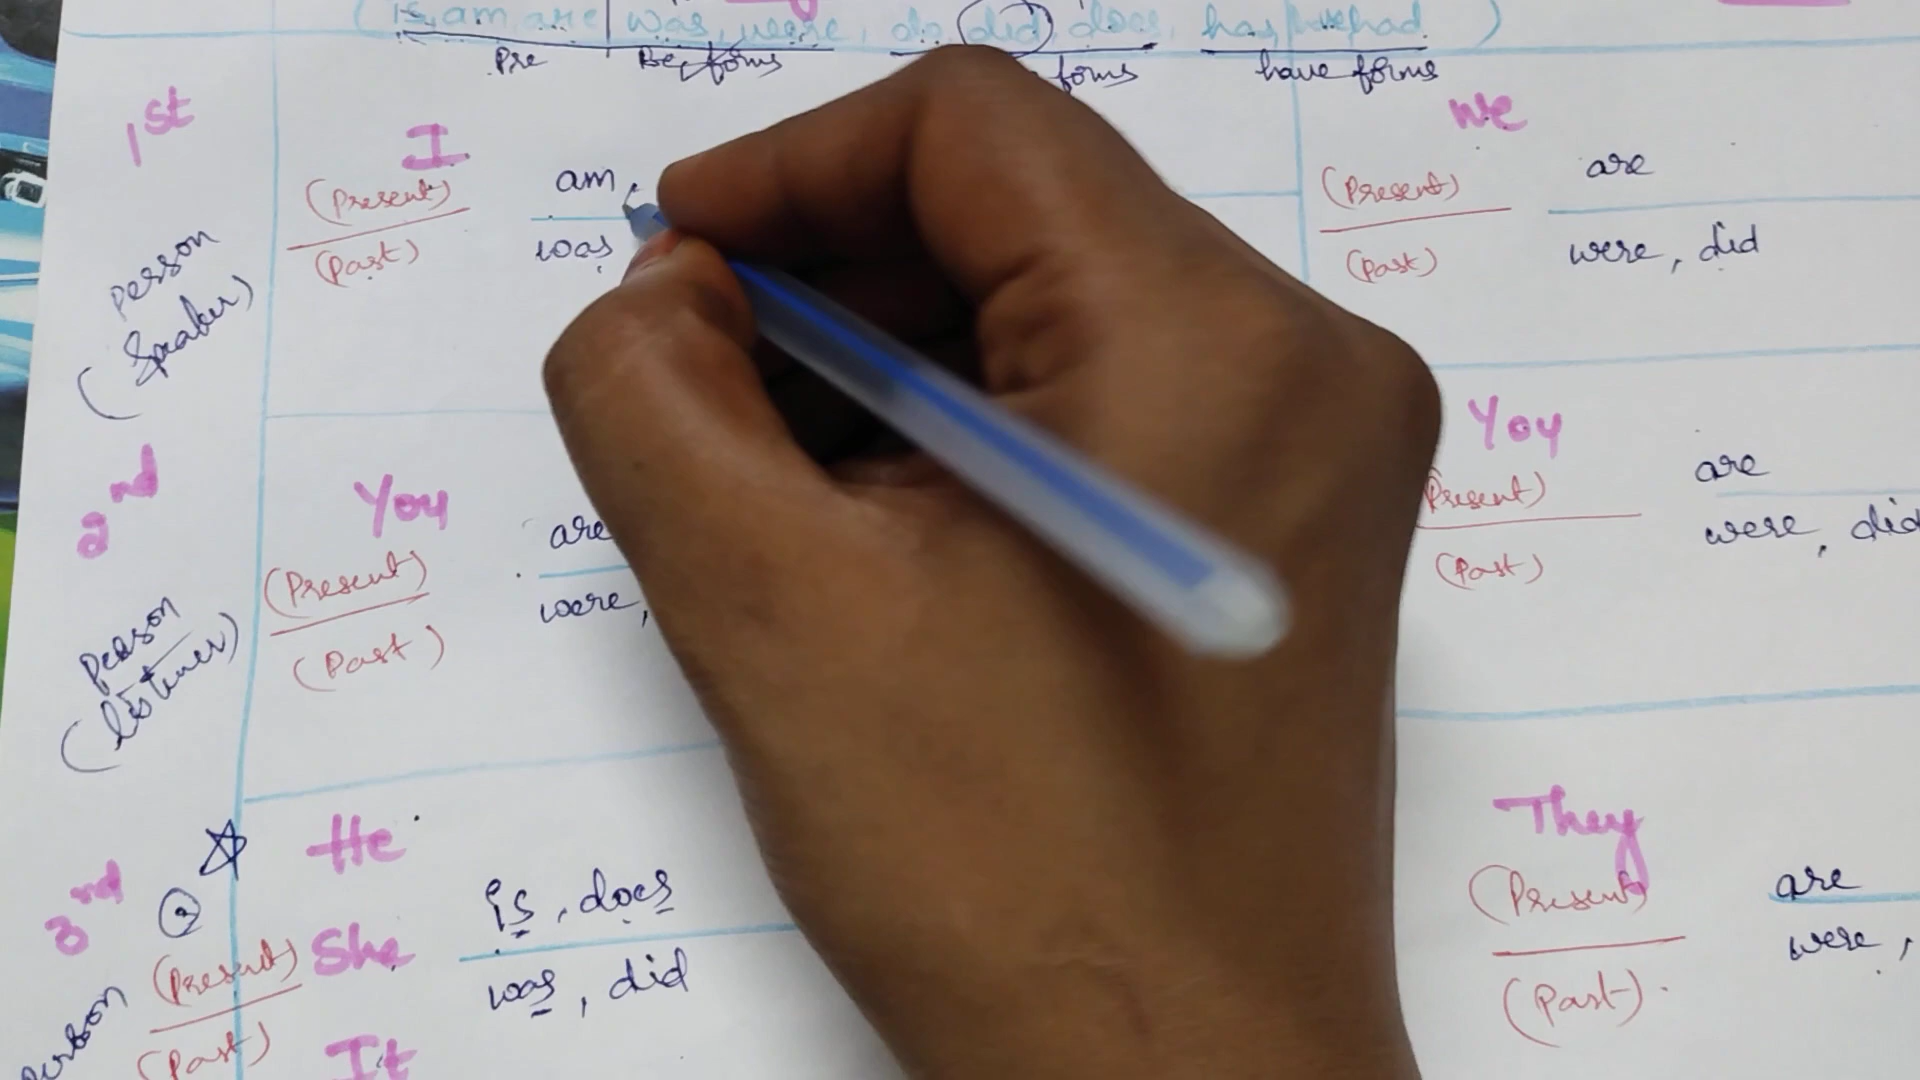 (is, am are | was, were, do did does, has have had)
Pre Be forms forms have forms
1st
person
(Speaker)
I
(Present)
(Past)
am,
was
We
(Present)
(Past)
are
were, did
2nd
person
(listener)
You
(Present)
(Past)
are
were,
You
(Present)
(Past)
are
were, did
3rd
person
(Present)
(Past)
He
She
It
is, does
was, did
They
(Present)
(Past).
are
were,